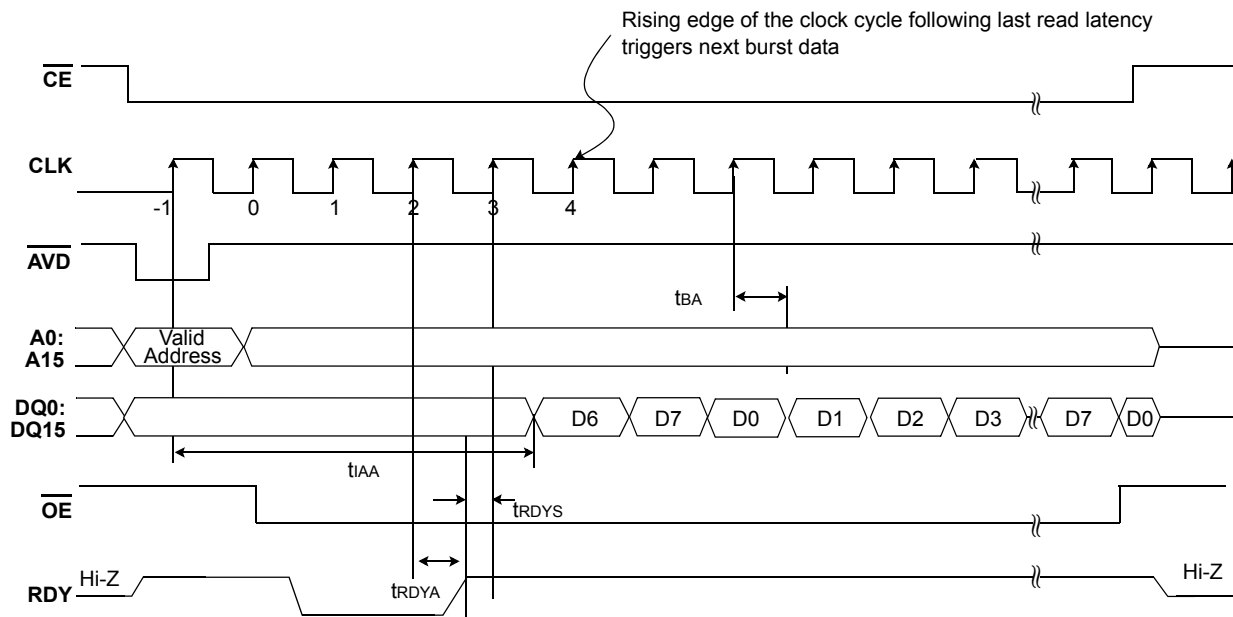 Rising edge of the clock cycle following last read latency
triggers next burst data
CE
CLK
-1 0 1 2 3 4
AVD
tBA
A0:
A15
Valid
Address
DQ0:
DQ15
D6 D7 D0 D1 D2 D3 D7 D0
tIAA
OE
tRDYS
Hi-Z
RDY
tRDYA
Hi-Z